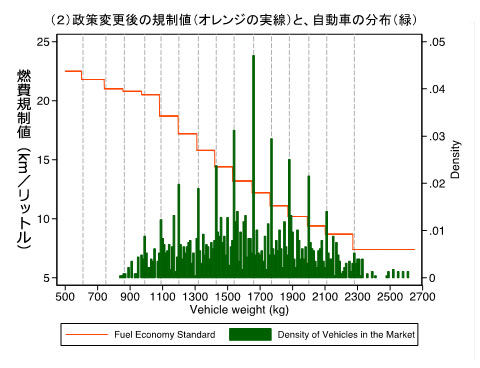 (2)政策変更後の規制値(オレンジの実線)と、自動車の分布(緑)
燃費規制値 (km/リットル)
25
20
15
10
5
.05
.04
.03
.02
.01
0
Density
500 700 900 1100 1300 1500 1700 1900 2100 2300 2500 2700
Vehicle weight (kg)
Fuel Economy Standard
Density of Vehicles in the Market